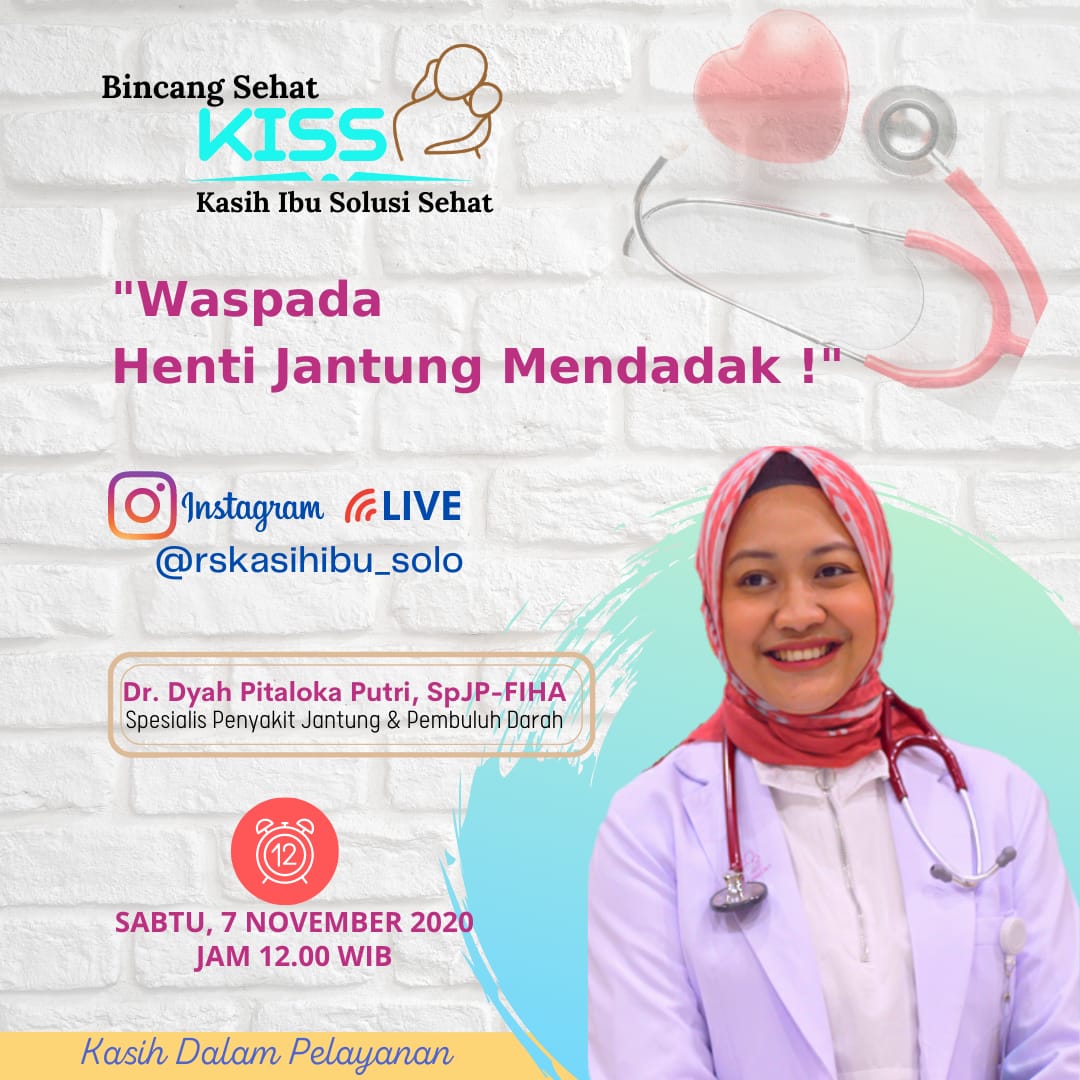 Bincang Sehat
KISS
Kasih Ibu Solusi Sehat
"Waspada
Henti Jantung Mendadak !"
Instagram LIVE
@rskasihibu_solo
Dr. Dyah Pitaloka Putri, SpJP-FIHA
Spesialis Penyakit Jantung & Pembuluh Darah
12
SABTU, 7 NOVEMBER 2020
JAM 12.00 WIB
Kasih Dalam Pelayanan